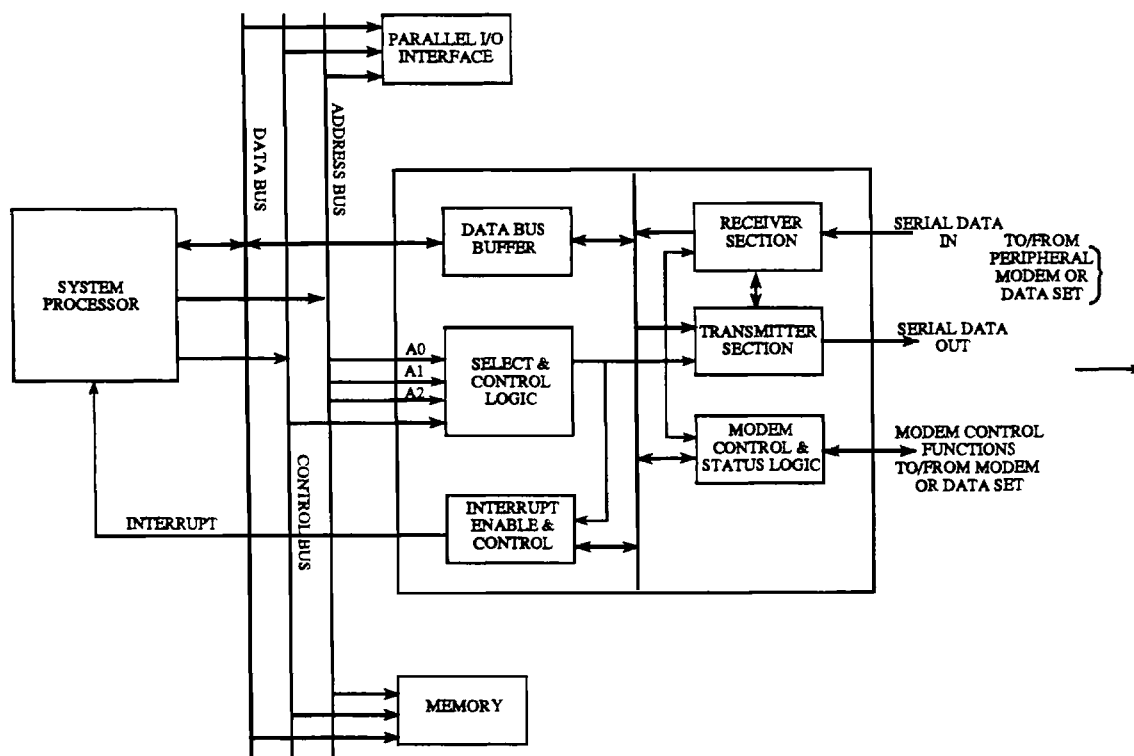 PARALLEL I/O
INTERFACE
DATA BUS
ADDRESS BUS
SYSTEM
PROCESSOR
DATA BUS
BUFFER
RECEIVER
SECTION
SERIAL DATA
IN
TO/FROM
PERIPHERAL
MODEM OR
DATA SET
TRANSMITTER
SECTION
SERIAL DATA
OUT
A0
A1
A2
SELECT &
CONTROL
LOGIC
MODEM
CONTROL &
STATUS LOGIC
MODEM CONTROL
FUNCTIONS
TO/FROM MODEM
OR DATA SET
CONTROL BUS
INTERRUPT
INTERRUPT
ENABLE &
CONTROL
MEMORY